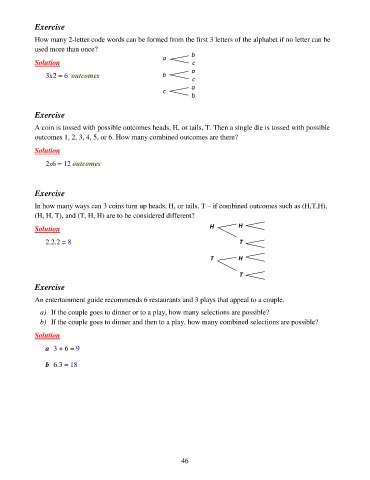 Exercise
How many 2-letter code words can be formed from the first 3 letters of the alphabet if no letter can be
used more than once?
Solution
3x2 = 6 outcomes
a
b
c
b
a
c
c
a
b
Exercise
A coin is tossed with possible outcomes heads, H, or tails, T. Then a single die is tossed with possible
outcomes 1, 2, 3, 4, 5, or 6. How many combined outcomes are there?
Solution
2x6 = 12 outcomes
Exercise
In how many ways can 3 coins turn up heads, H, or tails, T – if combined outcomes such as (H,T,H),
(H, H, T), and (T, H, H) are to be considered different?
Solution
2.2.2 = 8
H H
T
T H
T
Exercise
An entertainment guide recommends 6 restaurants and 3 plays that appeal to a couple.
a) If the couple goes to dinner or to a play, how many selections are possible?
b) If the couple goes to dinner and then to a play, how many combined selections are possible?
Solution
a 3 + 6 = 9
b 6.3 = 18
46